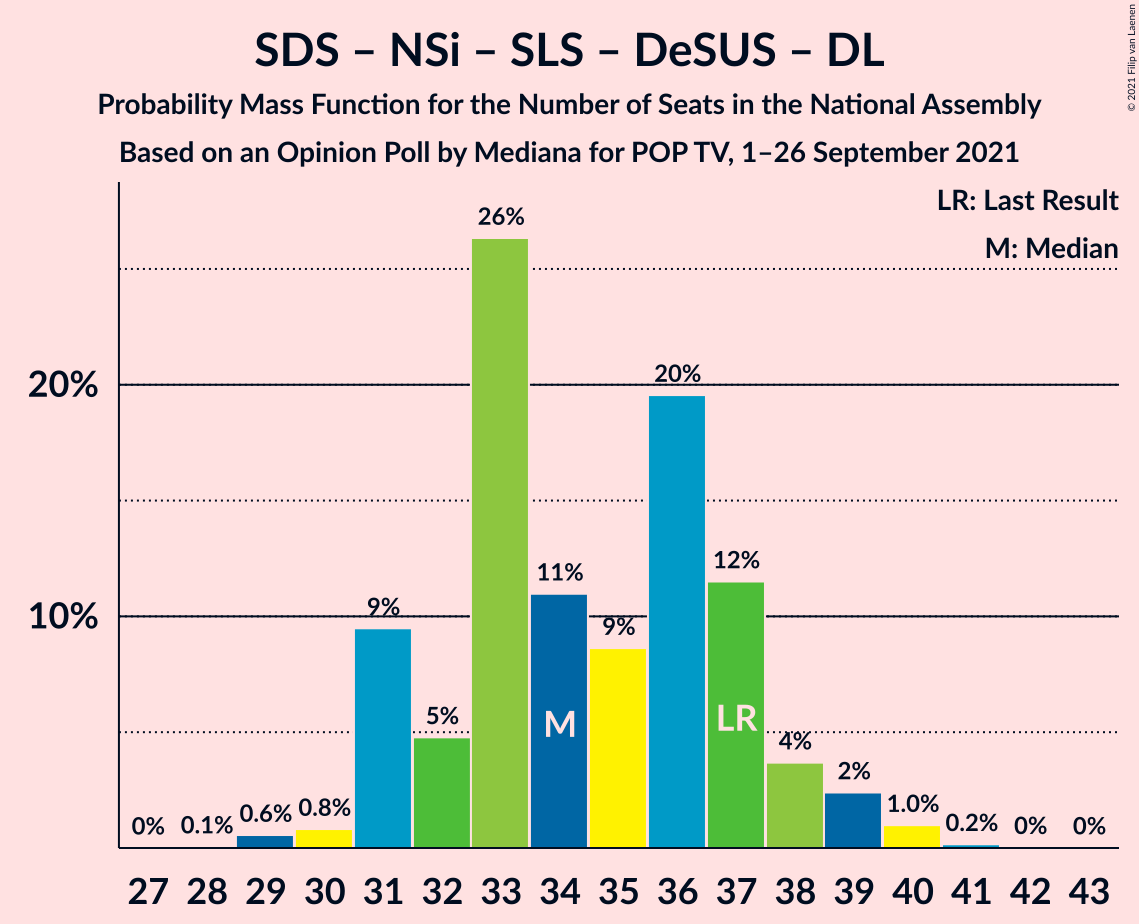 SDS – NSi – SLS – DeSUS – DL
Probability Mass Function for the Number of Seats in the National Assembly
Based on an Opinion Poll by Mediana for POP TV, 1–26 September 2021
© 2021 Filip van Laenen
LR: Last Result
M: Median
26%
20%
20%
12%
11%
10%
9%
9%
5%
M
LR
4%
2%
0%
0.1%
0.6%
0.8%
1.0%
0.2%
0%
0%
27 28 29 30 31 32 33 34 35 36 37 38 39 40 41 42 43